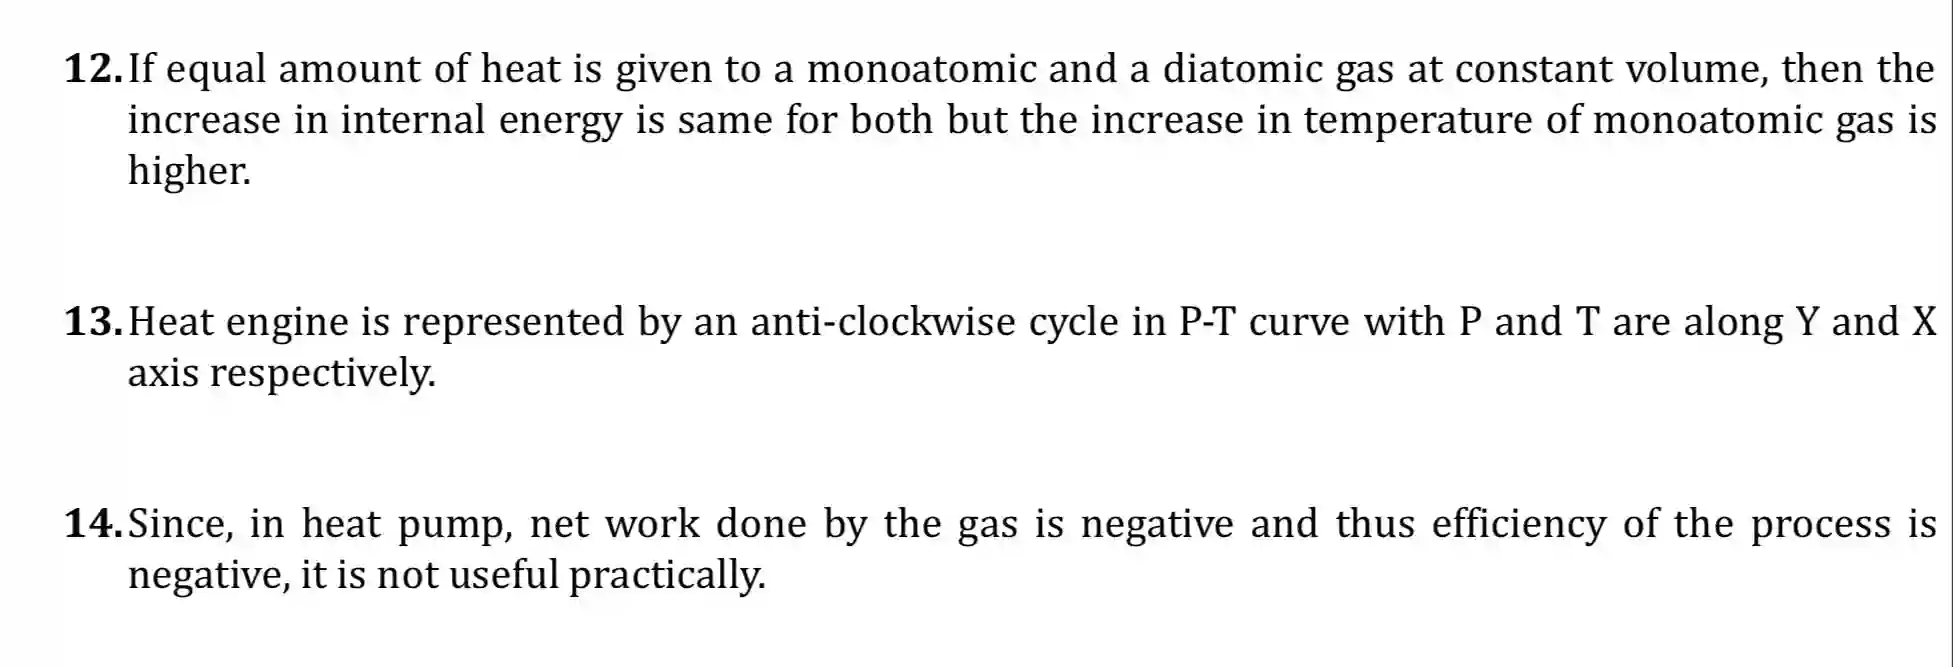 12. If equal amount of heat is given to a monoatomic and a diatomic gas at constant volume, then the
increase in internal energy is same for both but the increase in temperature of monoatomic gas is
higher.
13. Heat engine is represented by an anti-clockwise cycle in P-T curve with P and T are along Y and X
axis respectively.
14. Since, in heat pump, net work done by the gas is negative and thus efficiency of the process is
negative, it is not useful practically.